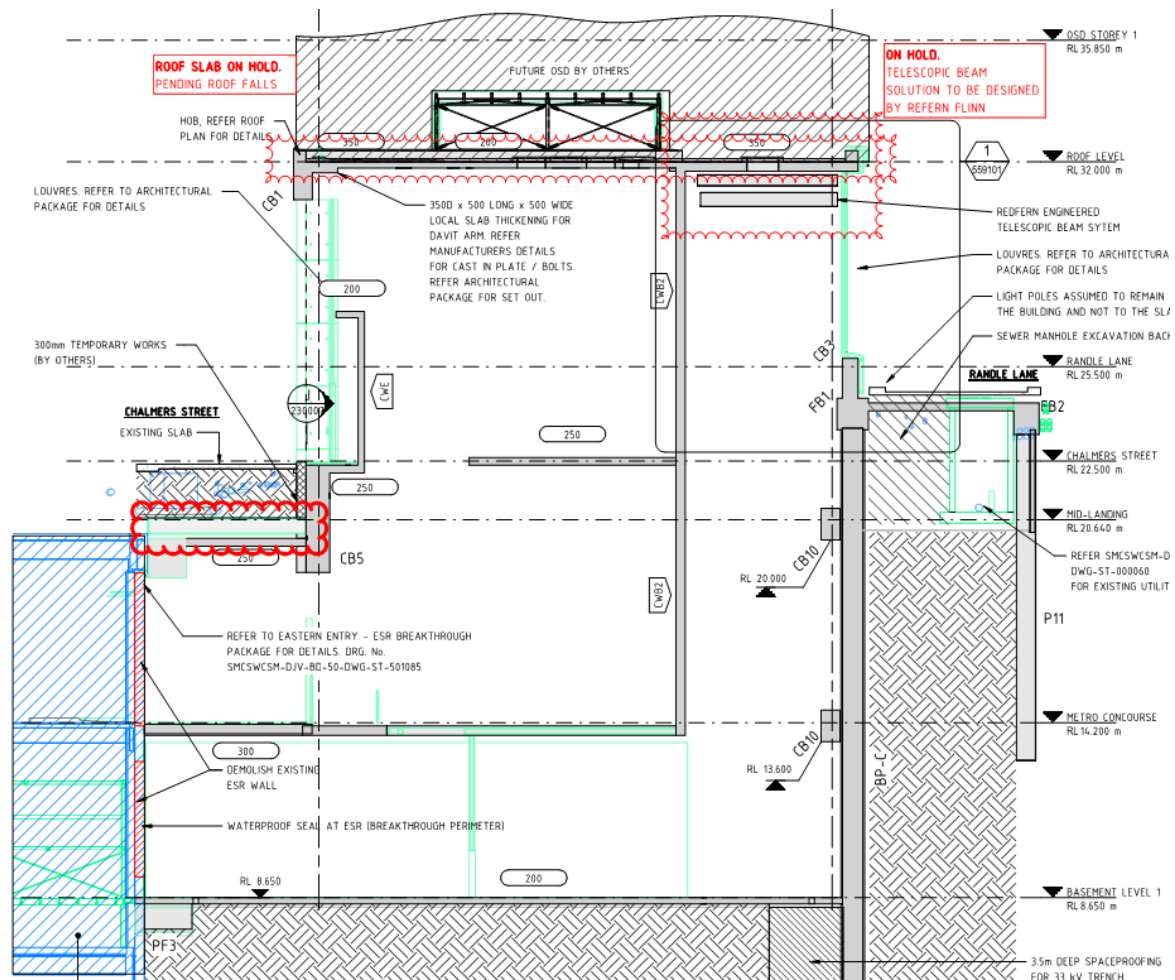 OSD STOREY 1
RL 35.850 m
ROOF SLAB ON HOLD.
PENDING ROOF FALLS
FUTURE OSD BY OTHERS
ON HOLD.
TELESCOPIC BEAM
SOLUTION TO BE DESIGNED
BY REFERN FLINN
HOB, REFER ROOF
PLAN FOR DETAILS
350
200
350
1
559101
ROOF LEVEL
RL 32.000 m
LOUVRES. REFER TO ARCHITECTURAL
PACKAGE FOR DETAILS
CB1
350D x 500 LONG x 500 WIDE
LOCAL SLAB THICKENING FOR
DAVIT ARM. REFER
MANUFACTURERS DETAILS
FOR CAST IN PLATE / BOLTS.
REFER ARCHITECTURAL
PACKAGE FOR SET OUT.
REDFERN ENGINEERED
TELESCOPIC BEAM SYTEM
LOUVRES. REFER TO ARCHITECTURA
PACKAGE FOR DETAILS
200
CWB2
LIGHT POLES ASSUMED TO REMAIN
THE BUILDING AND NOT TO THE SLA
SEWER MANHOLE EXCAVATION BACK
300mm TEMPORARY WORKS
(BY OTHERS)
CB3
RANDLE LANE
RL 25.500 m
RANDLE LANE
CWE
230007
FB1
FB2
CHALMERS STREET
EXISTING SLAB
250
CHALMERS STREET
RL 22.500 m
250
MID-LANDING
RL 20.640 m
250
CB5
CB10
REFER SMCSWCSM-D
DWG-ST-000060
FOR EXISTING UTILIT
RL 20.000
CWB2
P11
REFER TO EASTERN ENTRY - ESR BREAKTHROUGH
PACKAGE FOR DETAILS. DRG. No.
SMCSWCSM-DJV-BD-50-DWG-ST-501085
METRO CONCOURSE
RL 14.200 m
300
CB10
RL 13.600
BP-C
DEMOLISH EXISTING
ESR WALL
WATERPROOF SEAL AT ESR (BREAKTHROUGH PERIMETER)
RL 8.650
200
BASEMENT LEVEL 1
RL 8.650 m
PF3
3.5m DEEP SPACEPROOFING
FOR 33 kV TRENCH